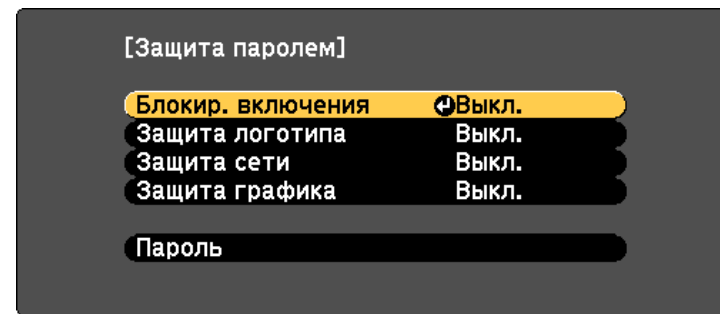 [Защита паролем]
Блокир. включения Выкл.
Защита логотипа Выкл.
Защита сети Выкл.
Защита графика Выкл.
Пароль